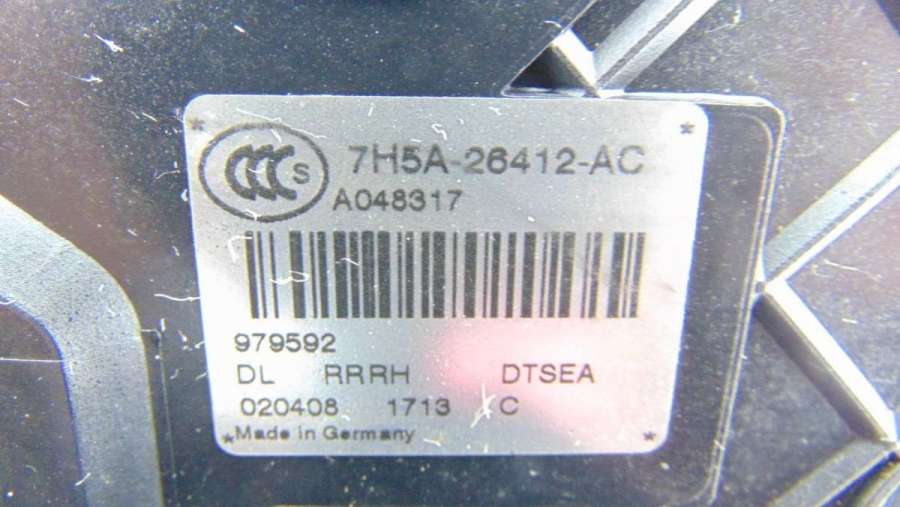 CCC S 7H5A-26412-AC
A048317
979592
DL RRRH DTSEA
020408 1713 C
*Made in Germany *